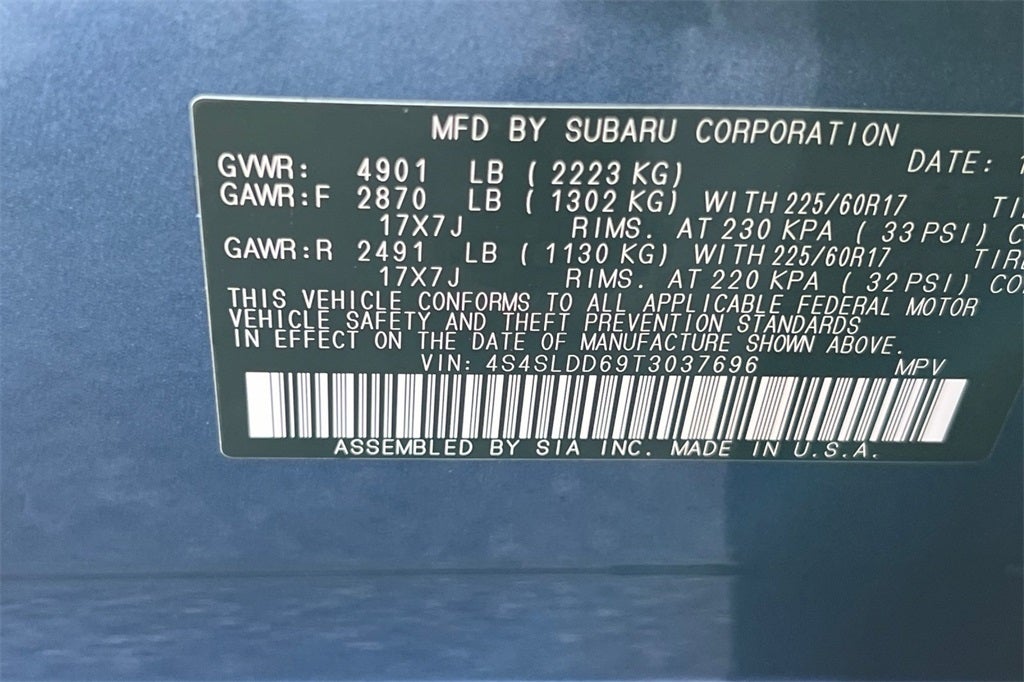 MFD BY SUBARU CORPORATION
GVWR: 4901 LB ( 2223 KG) DATE: 1
GAWR:F 2870 LB ( 1302 KG) WITH 225/60R17
17X7J RIMS. AT 230 KPA ( 33 PSI)
GAWR:R 2491 LB ( 1130 KG) WITH 225/60R17
17X7J RIMS. AT 220 KPA ( 32 PSI)
THIS VEHICLE CONFORMS TO ALL APPLICABLE FEDERAL MOTOR
VEHICLE SAFETY AND THEFT PREVENTION STANDARDS
IN EFFECT ON THE DATE OF MANUFACTURE SHOWN ABOVE.
VIN: 4S4SLDD69T3037696 MPV
ASSEMBLED BY SIA INC. MADE IN U.S.A.